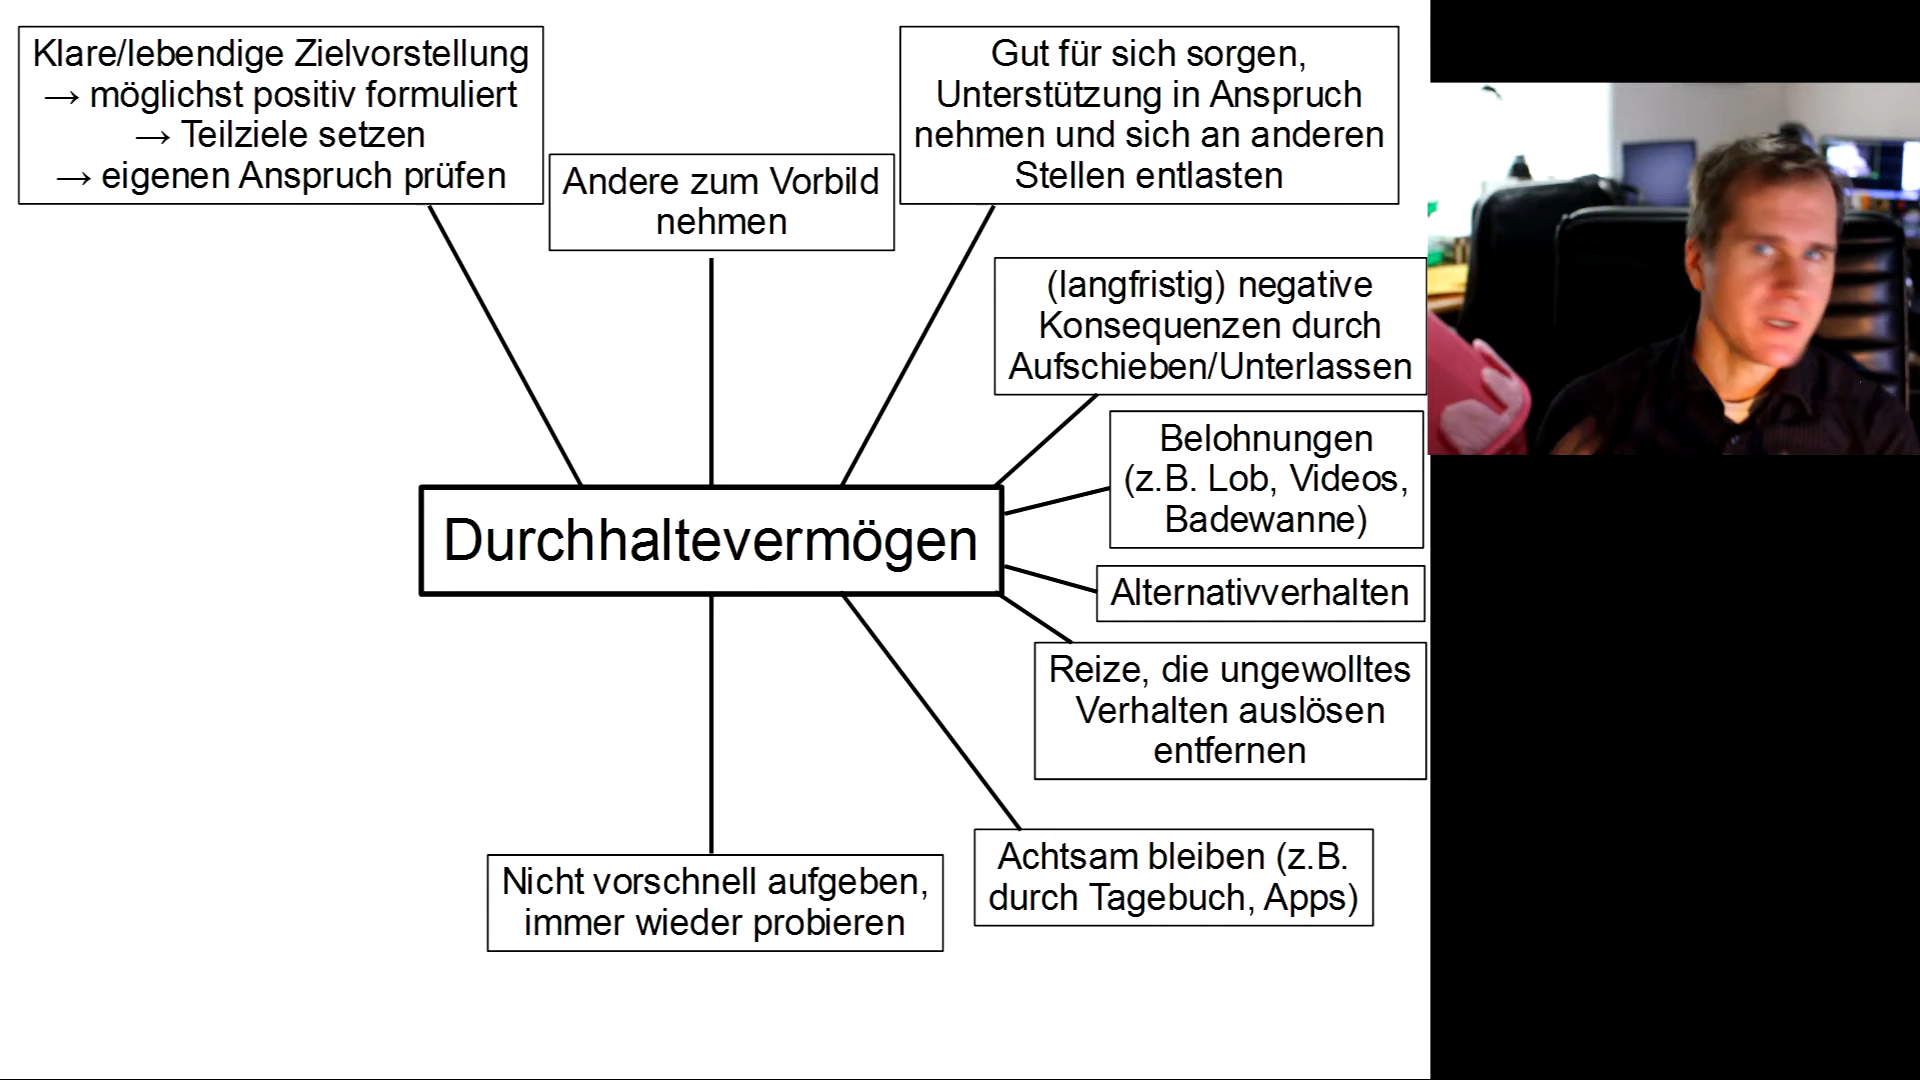 Klare/lebendige Zielvorstellung
→ möglichst positiv formuliert
→ Teilziele setzen
→ eigenen Anspruch prüfen
Andere zum Vorbild
nehmen
Gut für sich sorgen,
Unterstützung in Anspruch
nehmen und sich an anderen
Stellen entlasten
(langfristig) negative
Konsequenzen durch
Aufschieben/Unterlassen
Belohnungen
(z.B. Lob, Videos,
Badewanne)
Durchhaltevermögen
Alternativverhalten
Reize, die ungewolltes
Verhalten auslösen
entfernen
Achtsam bleiben (z.B.
durch Tagebuch, Apps)
Nicht vorschnell aufgeben,
immer wieder probieren